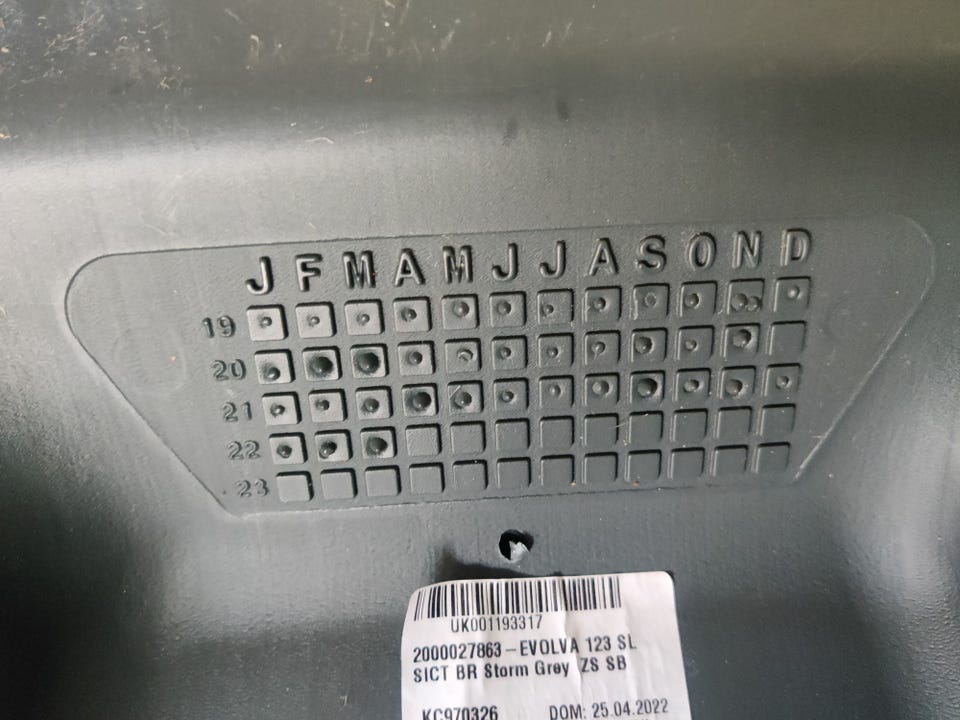 J F M A M J J A S O N D
19
20
21
22
23
UK001193317
2000027863-EVOLVA 123 SL
SICT BR Storm Grey ZS SB
KC970326 DOM: 25.04.2022